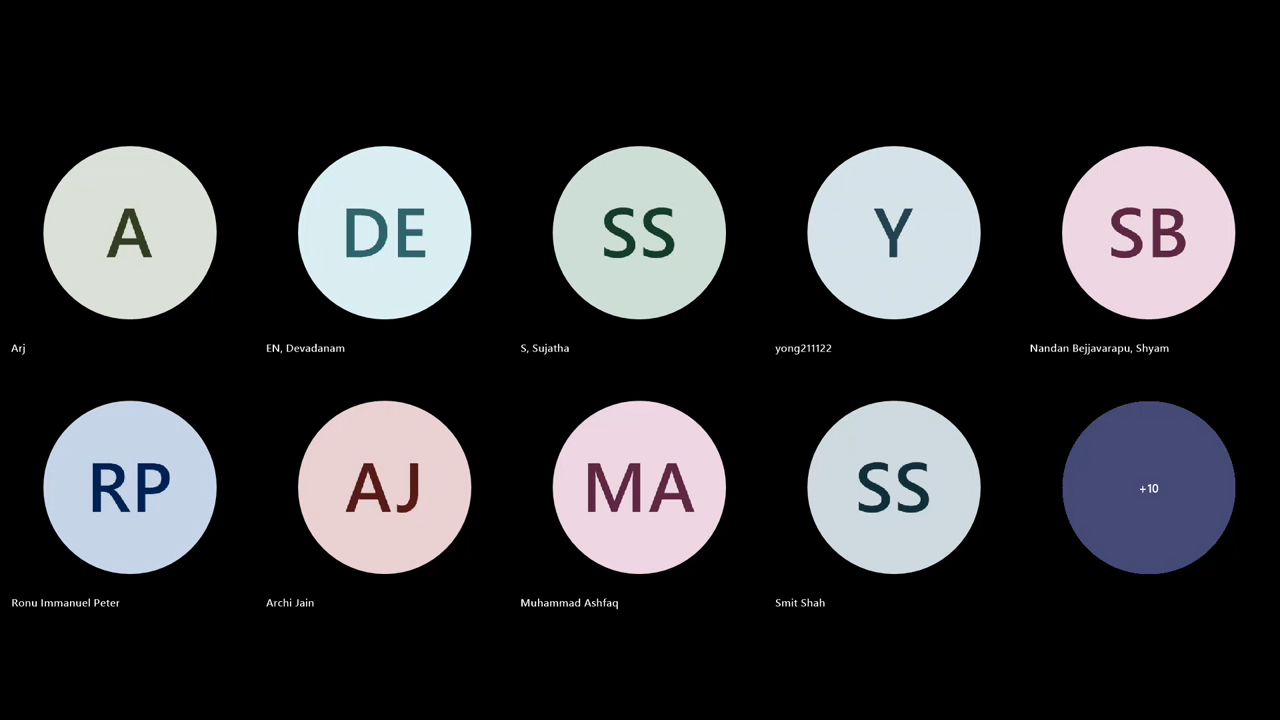 A
DE
SS
Y
SB
Arj
EN, Devadanam
S, Sujatha
yong211122
Nandan Bejjavarapu, Shyam
RP
AJ
MA
SS
+10
Ronu Immanuel Peter
Archi Jain
Muhammad Ashfaq
Smit Shah